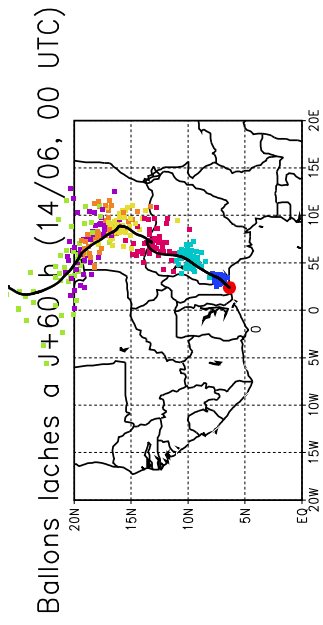 Ballons laches a J+60 (14/06, 00 UTC)
20N
15N
10N
5N
EQ
20W
15W
10W
5W
0
5E
10E
15E
20E
0